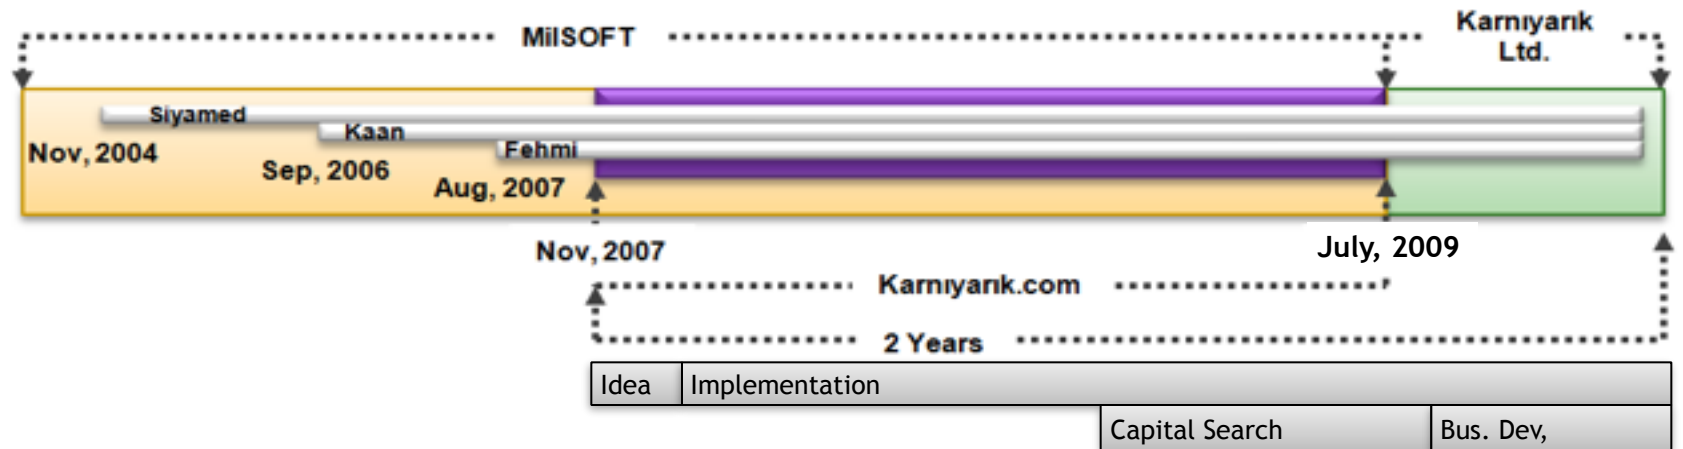 MilSOFT
Karnıyarık
Ltd.
Siyamed
Kaan
Fehmi
Nov, 2004
Sep, 2006
Aug, 2007
Nov, 2007
July, 2009
Karnıyarık.com
2 Years
Idea
Implementation
Capital Search
Bus. Dev,